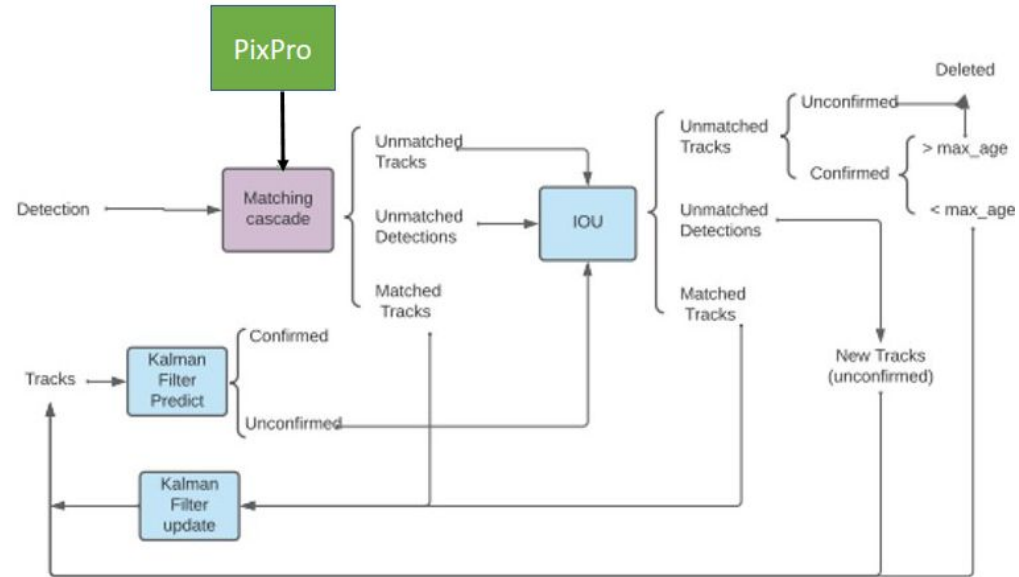 PixPro
Deleted
Unconfirmed
Unmatched
Tracks
> max_age
Confirmed
< max_age
Unmatched
Tracks
Matching
cascade
Detection
Unmatched
Detections
IOU
Unmatched
Detections
Matched
Tracks
Matched
Tracks
Confirmed
Kalman
Filter
Predict
Tracks
Unconfirmed
New Tracks
(unconfirmed)
Kalman
Filter
update